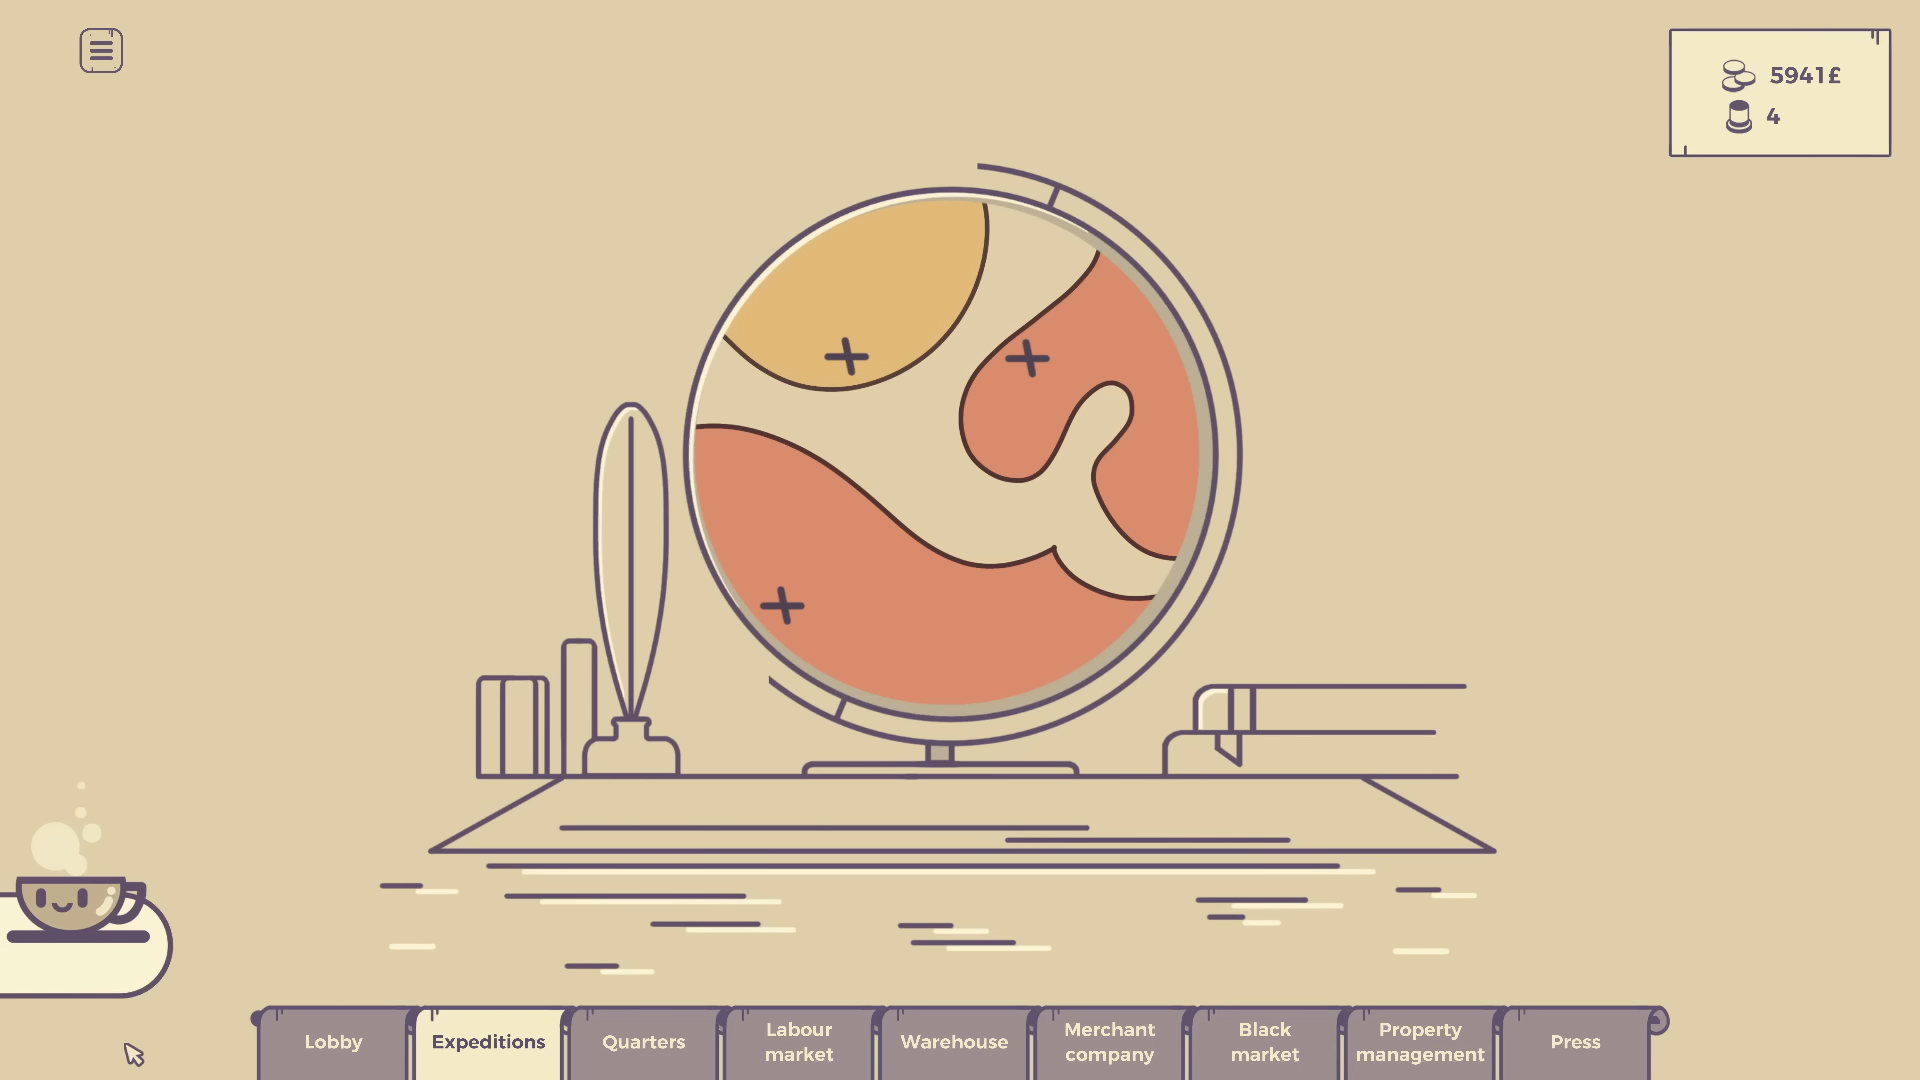 5941£
4
Lobby
Expeditions
Quarters
Labour
market
Warehouse
Merchant
company
Black
market
Property
management
Press